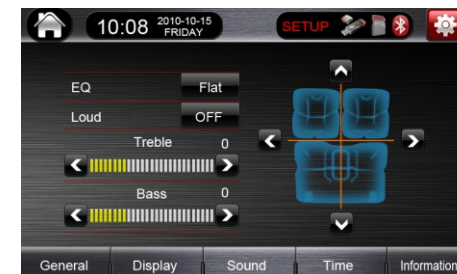 10:08 2010-10-15 FRIDAY SETUP
EQ Flat
Loud OFF
Treble 0
Bass 0
General Display Sound Time Information